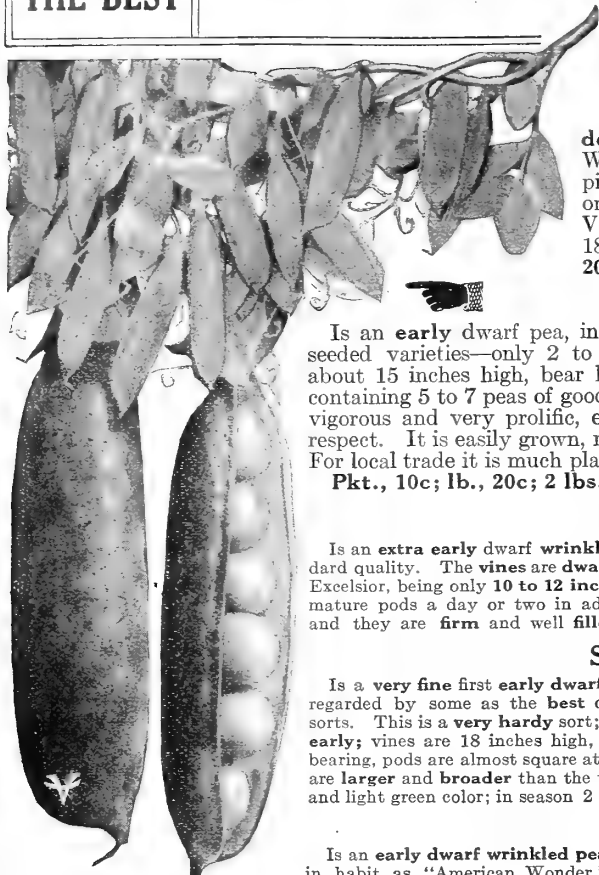 THE BEST
W
pi
or
V
18
20
Is an early dwarf pea, in
seeded varieties—only 2 to
about 15 inches high, bear
containing 5 to 7 peas of good
vigorous and very prolific, e
respect. It is easily grown, 
For local trade it is much pla
Pkt., 10c; lb., 20c; 2 lbs.
Is an extra early dwarf wrinkl
dard quality. The vines are dwa
Excelsior, being only 10 to 12 inc
mature pods a day or two in ad
and they are firm and well fille
S
Is a very fine first early dwarf
regarded by some as the best o
sorts. This is a very hardy sort;
early; vines are 18 inches high,
bearing, pods are almost square at
are larger and broader than the
and light green color; in season 2
Is an early dwarf wrinkled pea
in habit as "American Wonder